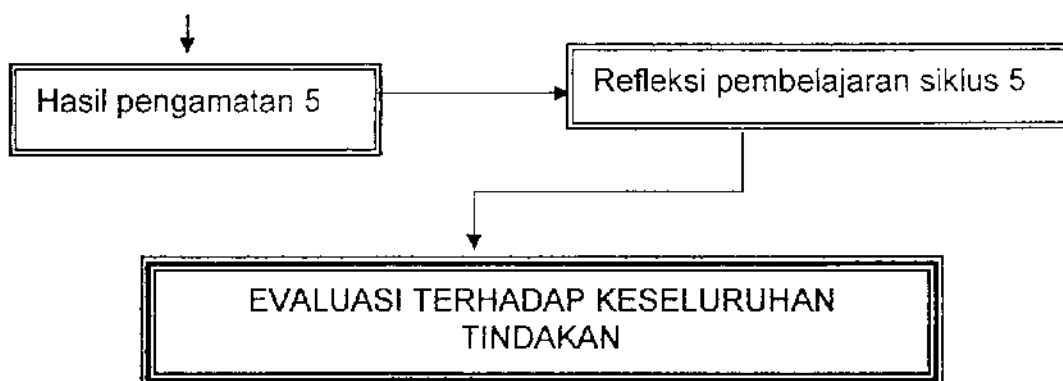 Hasil pengamatan 5
Refleksi pembelajaran siklus 5
EVALUASI TERHADAP KESELURUHAN
TINDAKAN